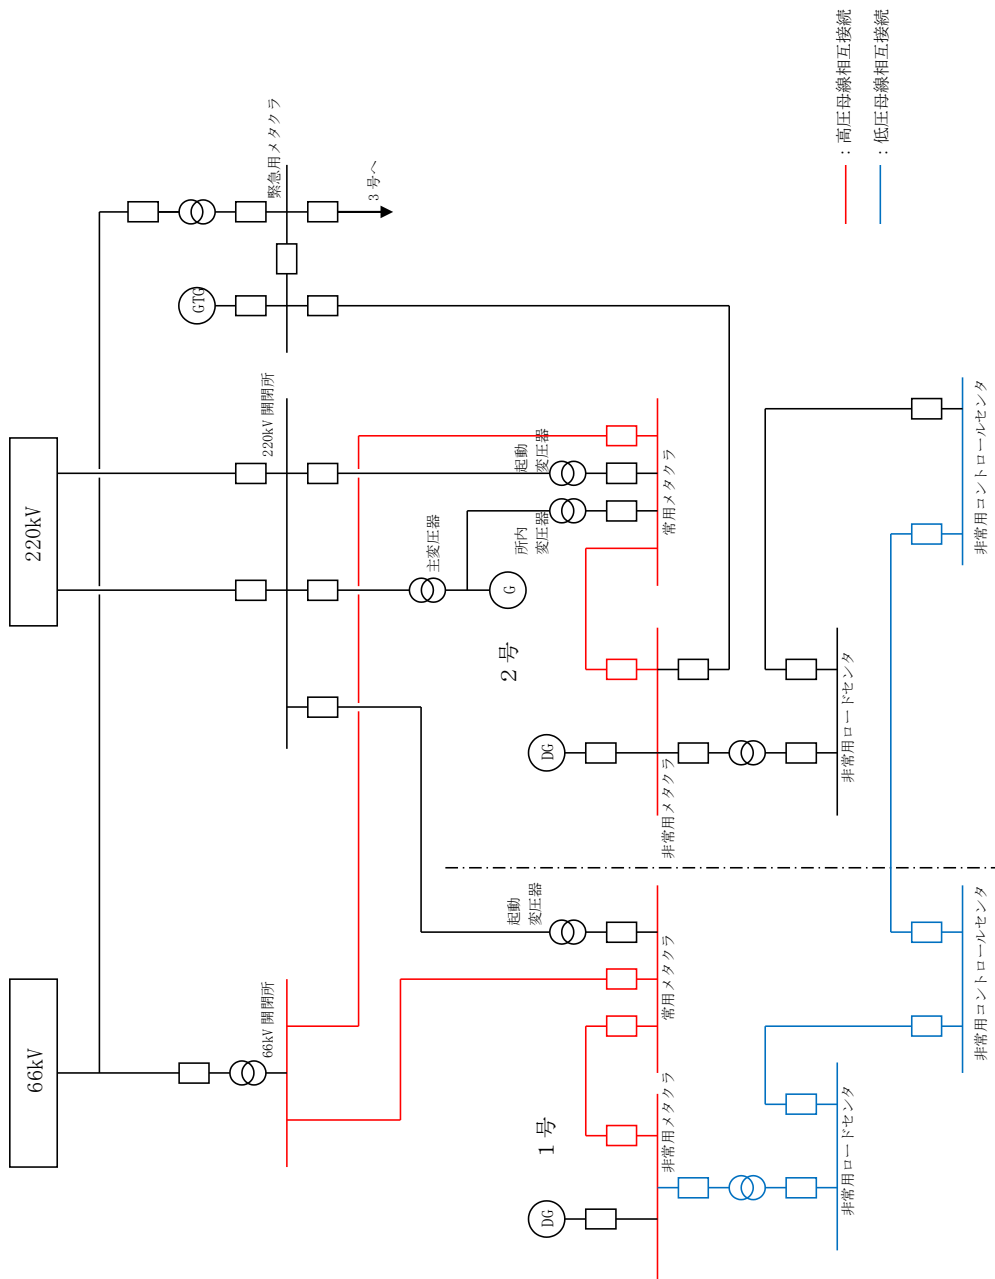 66kV
220kV
66kV 開閉所
220kV 開閉所
緊急用メタクラ
GTG
3 号へ
主変圧器
G
起動
変圧器
所内
変圧器
起動
変圧器
1 号
2 号
DG
DG
非常用メタクラ
常用メタクラ
非常用メタクラ
常用メタクラ
非常用ロードセンタ
非常用ロードセンタ
非常用コントロールセンタ
非常用コントロールセンタ
：高圧母線相互接続
：低圧母線相互接続